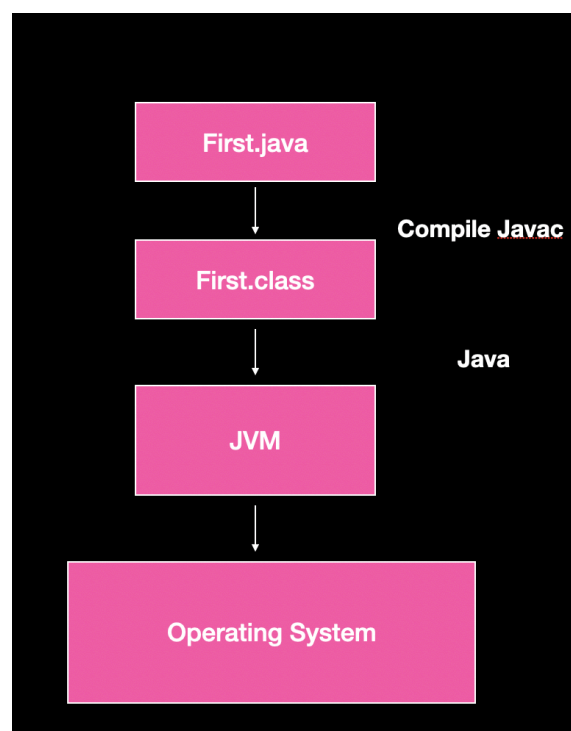 First.java
Compile Javac
First.class
Java
JVM
Operating System